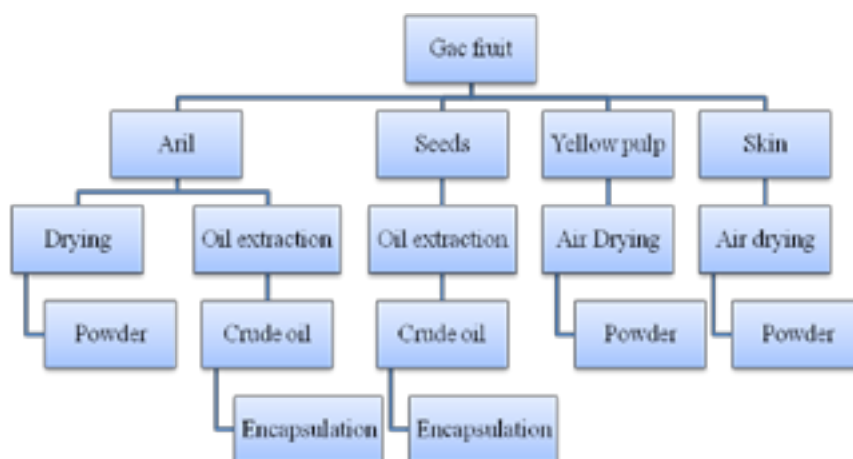 Gac fruit
Aril
Seeds
Yellow pulp
Skin
Drying
Oil extraction
Oil extraction
Air Drying
Air drying
Powder
Crude oil
Crude oil
Powder
Powder
Encapsulation
Encapsulation